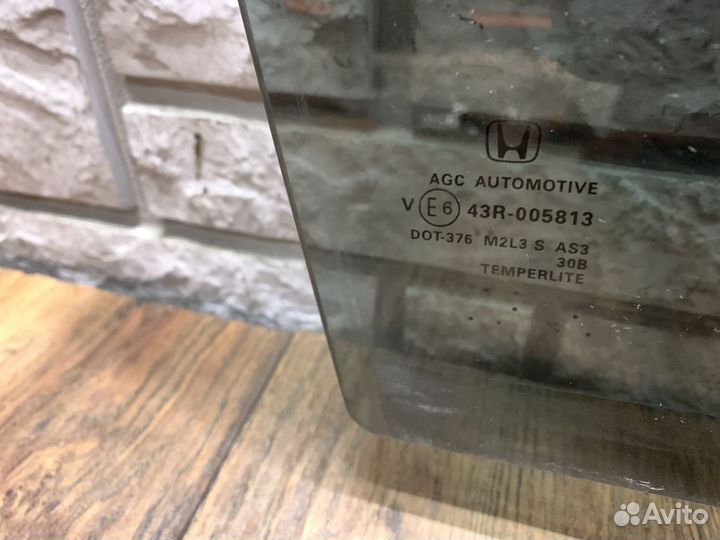 AGC AUTOMOTIVE
V E6 43R-005813
DOT-376 M2L3 S AS3
30B
TEMPERLITE
Avito